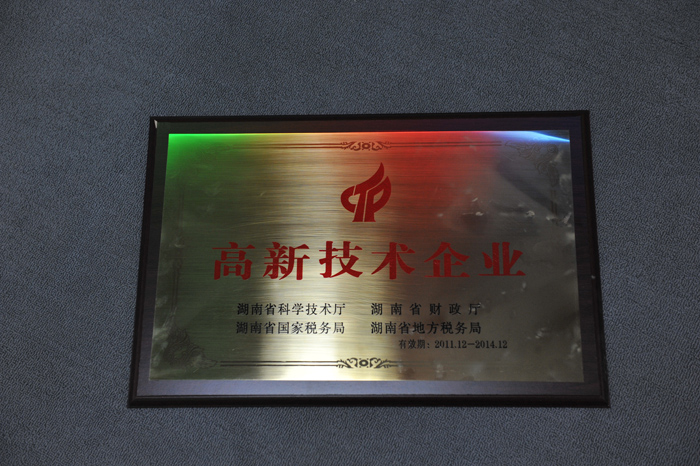 高新技术企业
湖南省科学技术厅 湖南省财政厅
湖南省国家税务局 湖南省地方税务局
有效期：2011.12—2014.12